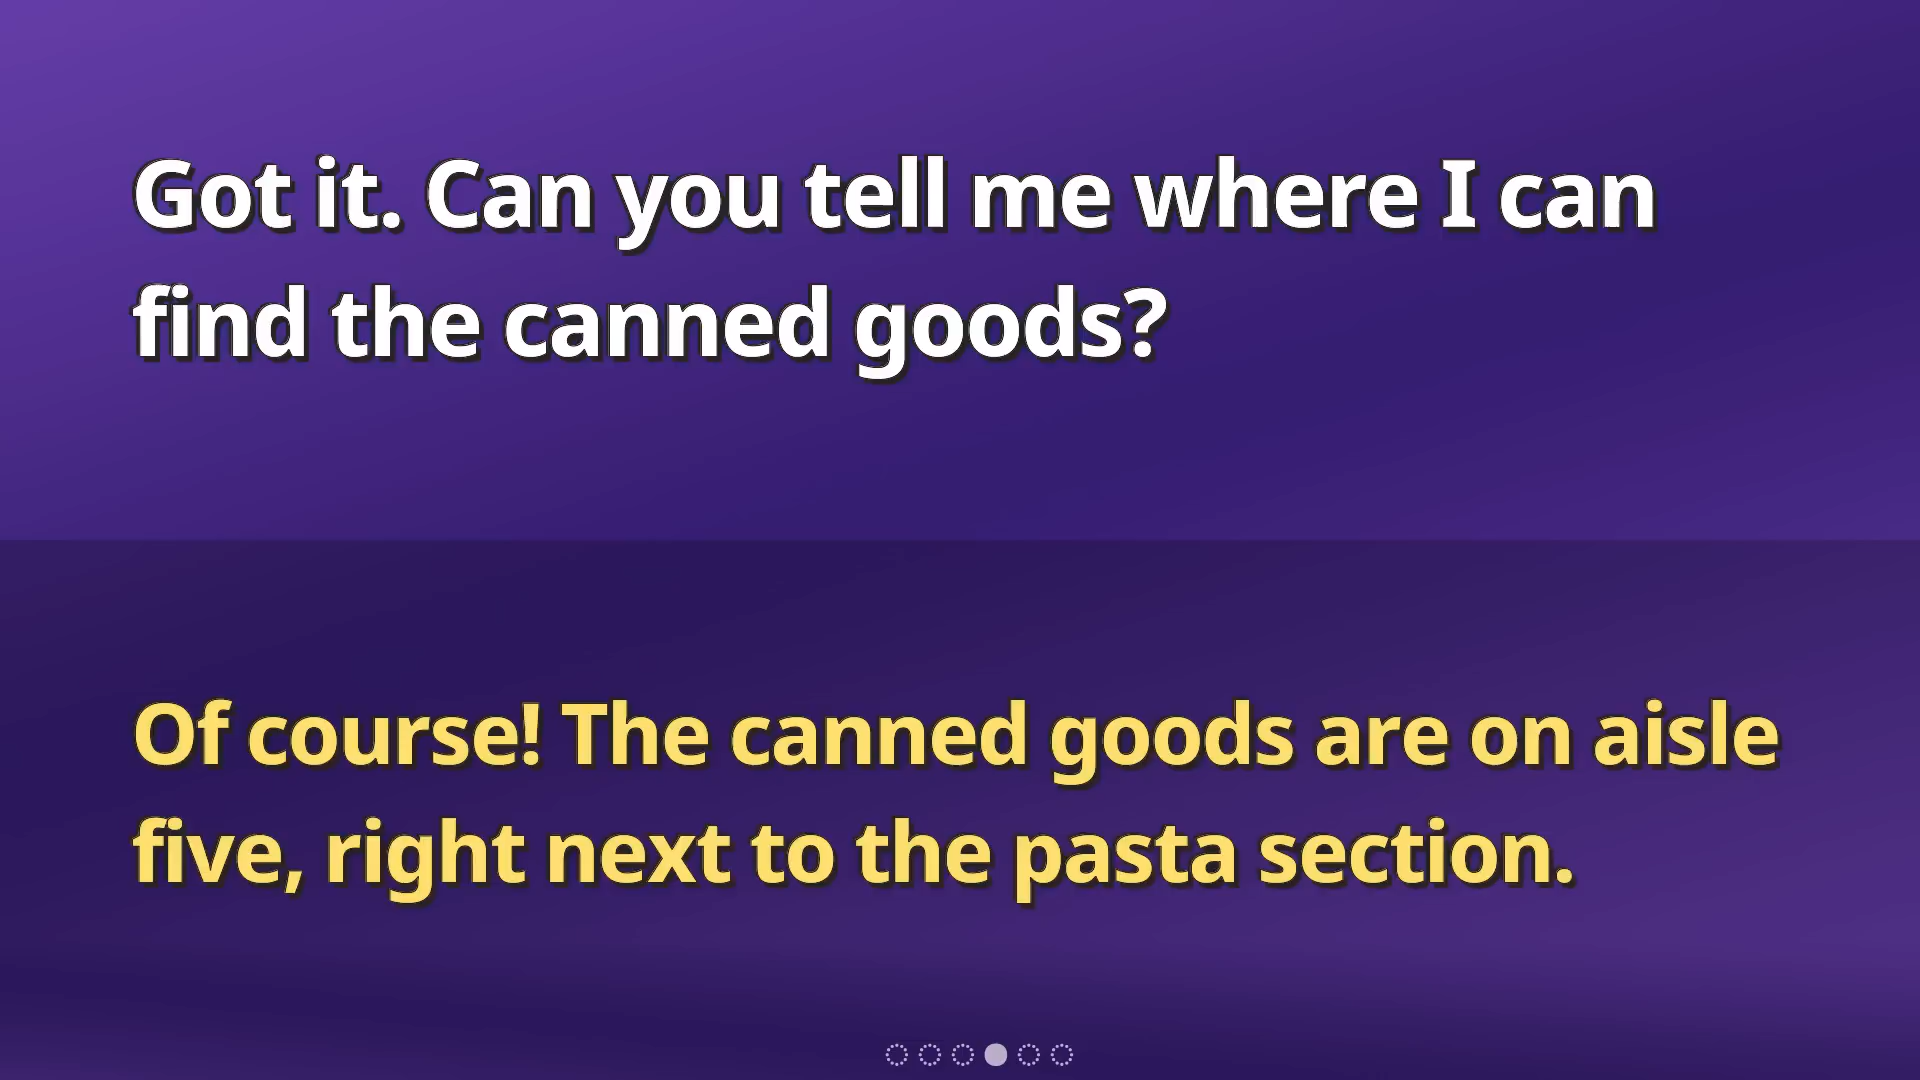 Got it. Can you tell me where I can
find the canned goods?
Of course! The canned goods are on aisle
five, right next to the pasta section.